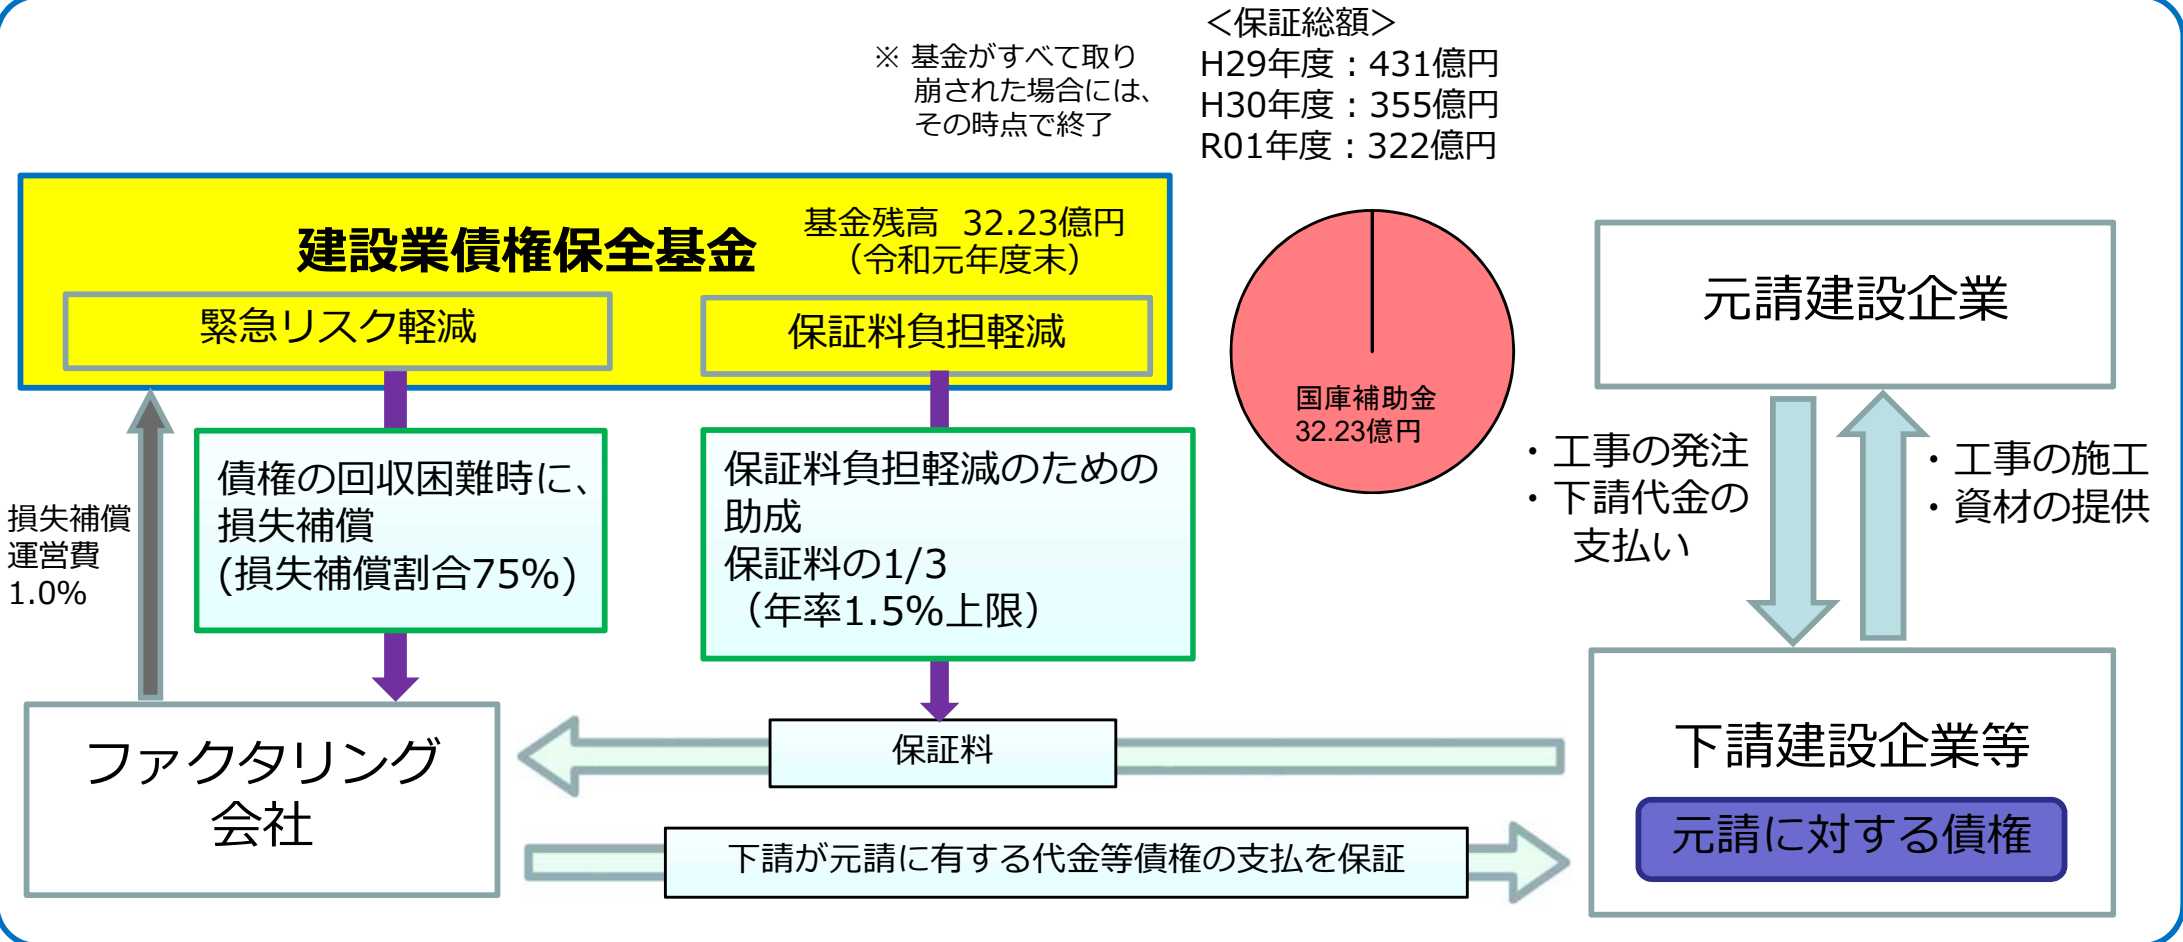 ＜保証総額＞
H29年度：431億円
H30年度：355億円
R01年度：322億円
※ 基金がすべて取り
崩された場合には、
その時点で終了
建設業債権保全基金
基金残高 32.23億円
（令和元年度末）
緊急リスク軽減
保証料負担軽減
国庫補助金
32.23億円
元請建設企業
損失補償
運営費
1.0%
債権の回収困難時に、
損失補償
(損失補償割合75%)
保証料負担軽減のための
助成
保証料の1/3
（年率1.5%上限）
・工事の発注
・下請代金の
支払い
・工事の施工
・資材の提供
ファクタリング
会社
保証料
下請が元請に有する代金等債権の支払を保証
下請建設企業等
元請に対する債権